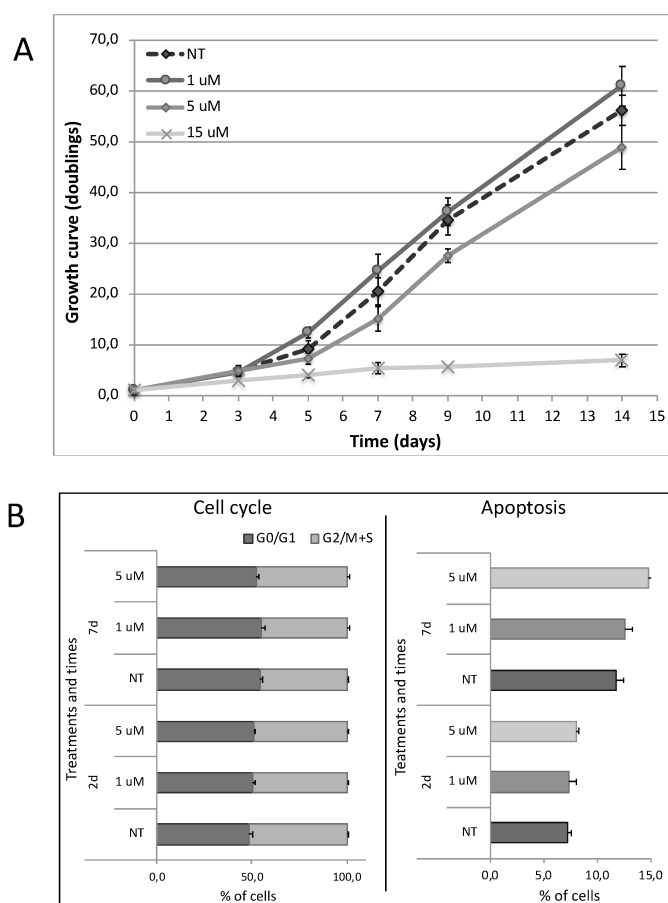 A
70,0
60,0
50,0
40,0
30,0
20,0
10,0
0,0
Growth curve (doublings)
NT
1 uM
5 uM
15 uM
0 1 2 3 4 5 6 7 8 9 10 11 12 13 14 15
Time (days)
B
Cell cycle
G0/G1 G2/M+S
Treatments and times
7d
5 uM
1 uM
NT
2d
5 uM
1 uM
NT
0,0 50,0 100,0
% of cells
Apoptosis
Teatments and times
7d
5 uM
1 uM
NT
2d
5 uM
1 uM
NT
0,0 5,0 10,0 15,0
% of cells